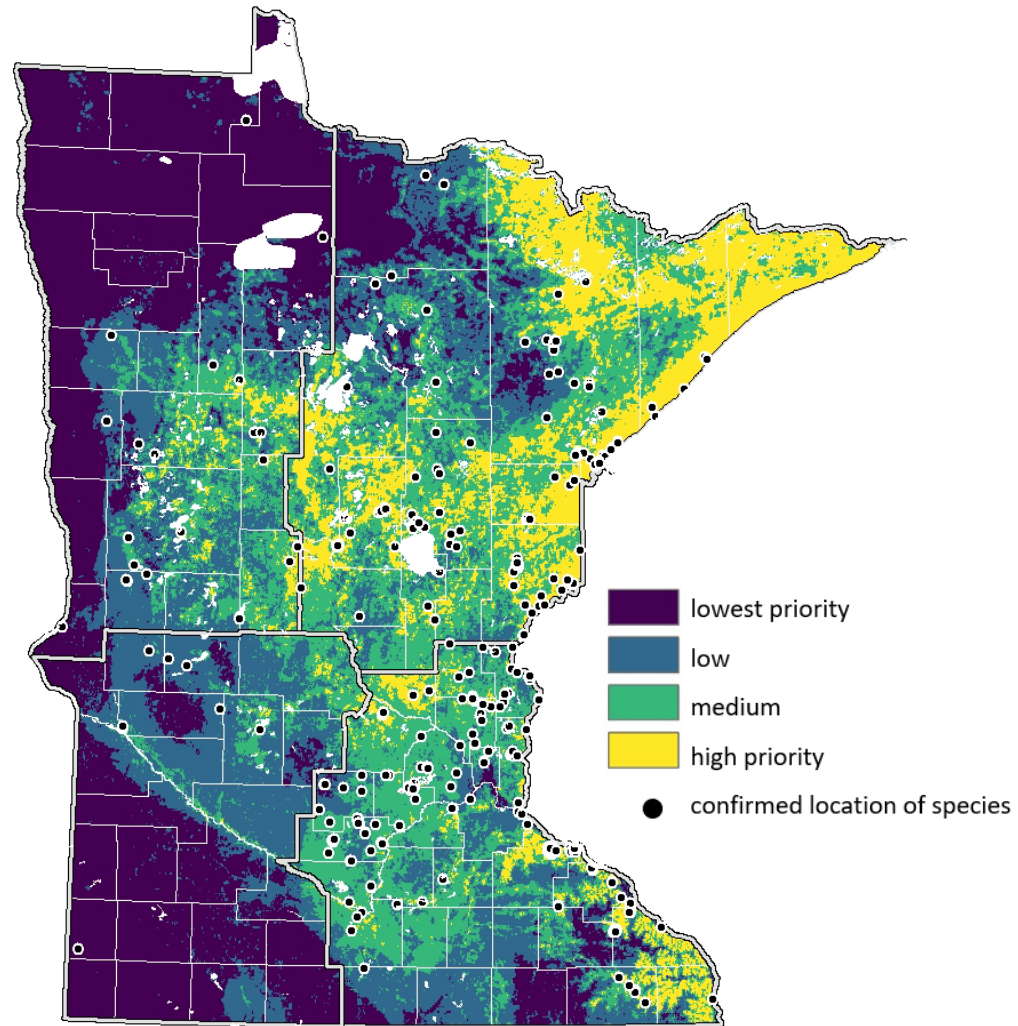 lowest priority
low
medium
high priority
confirmed location of species